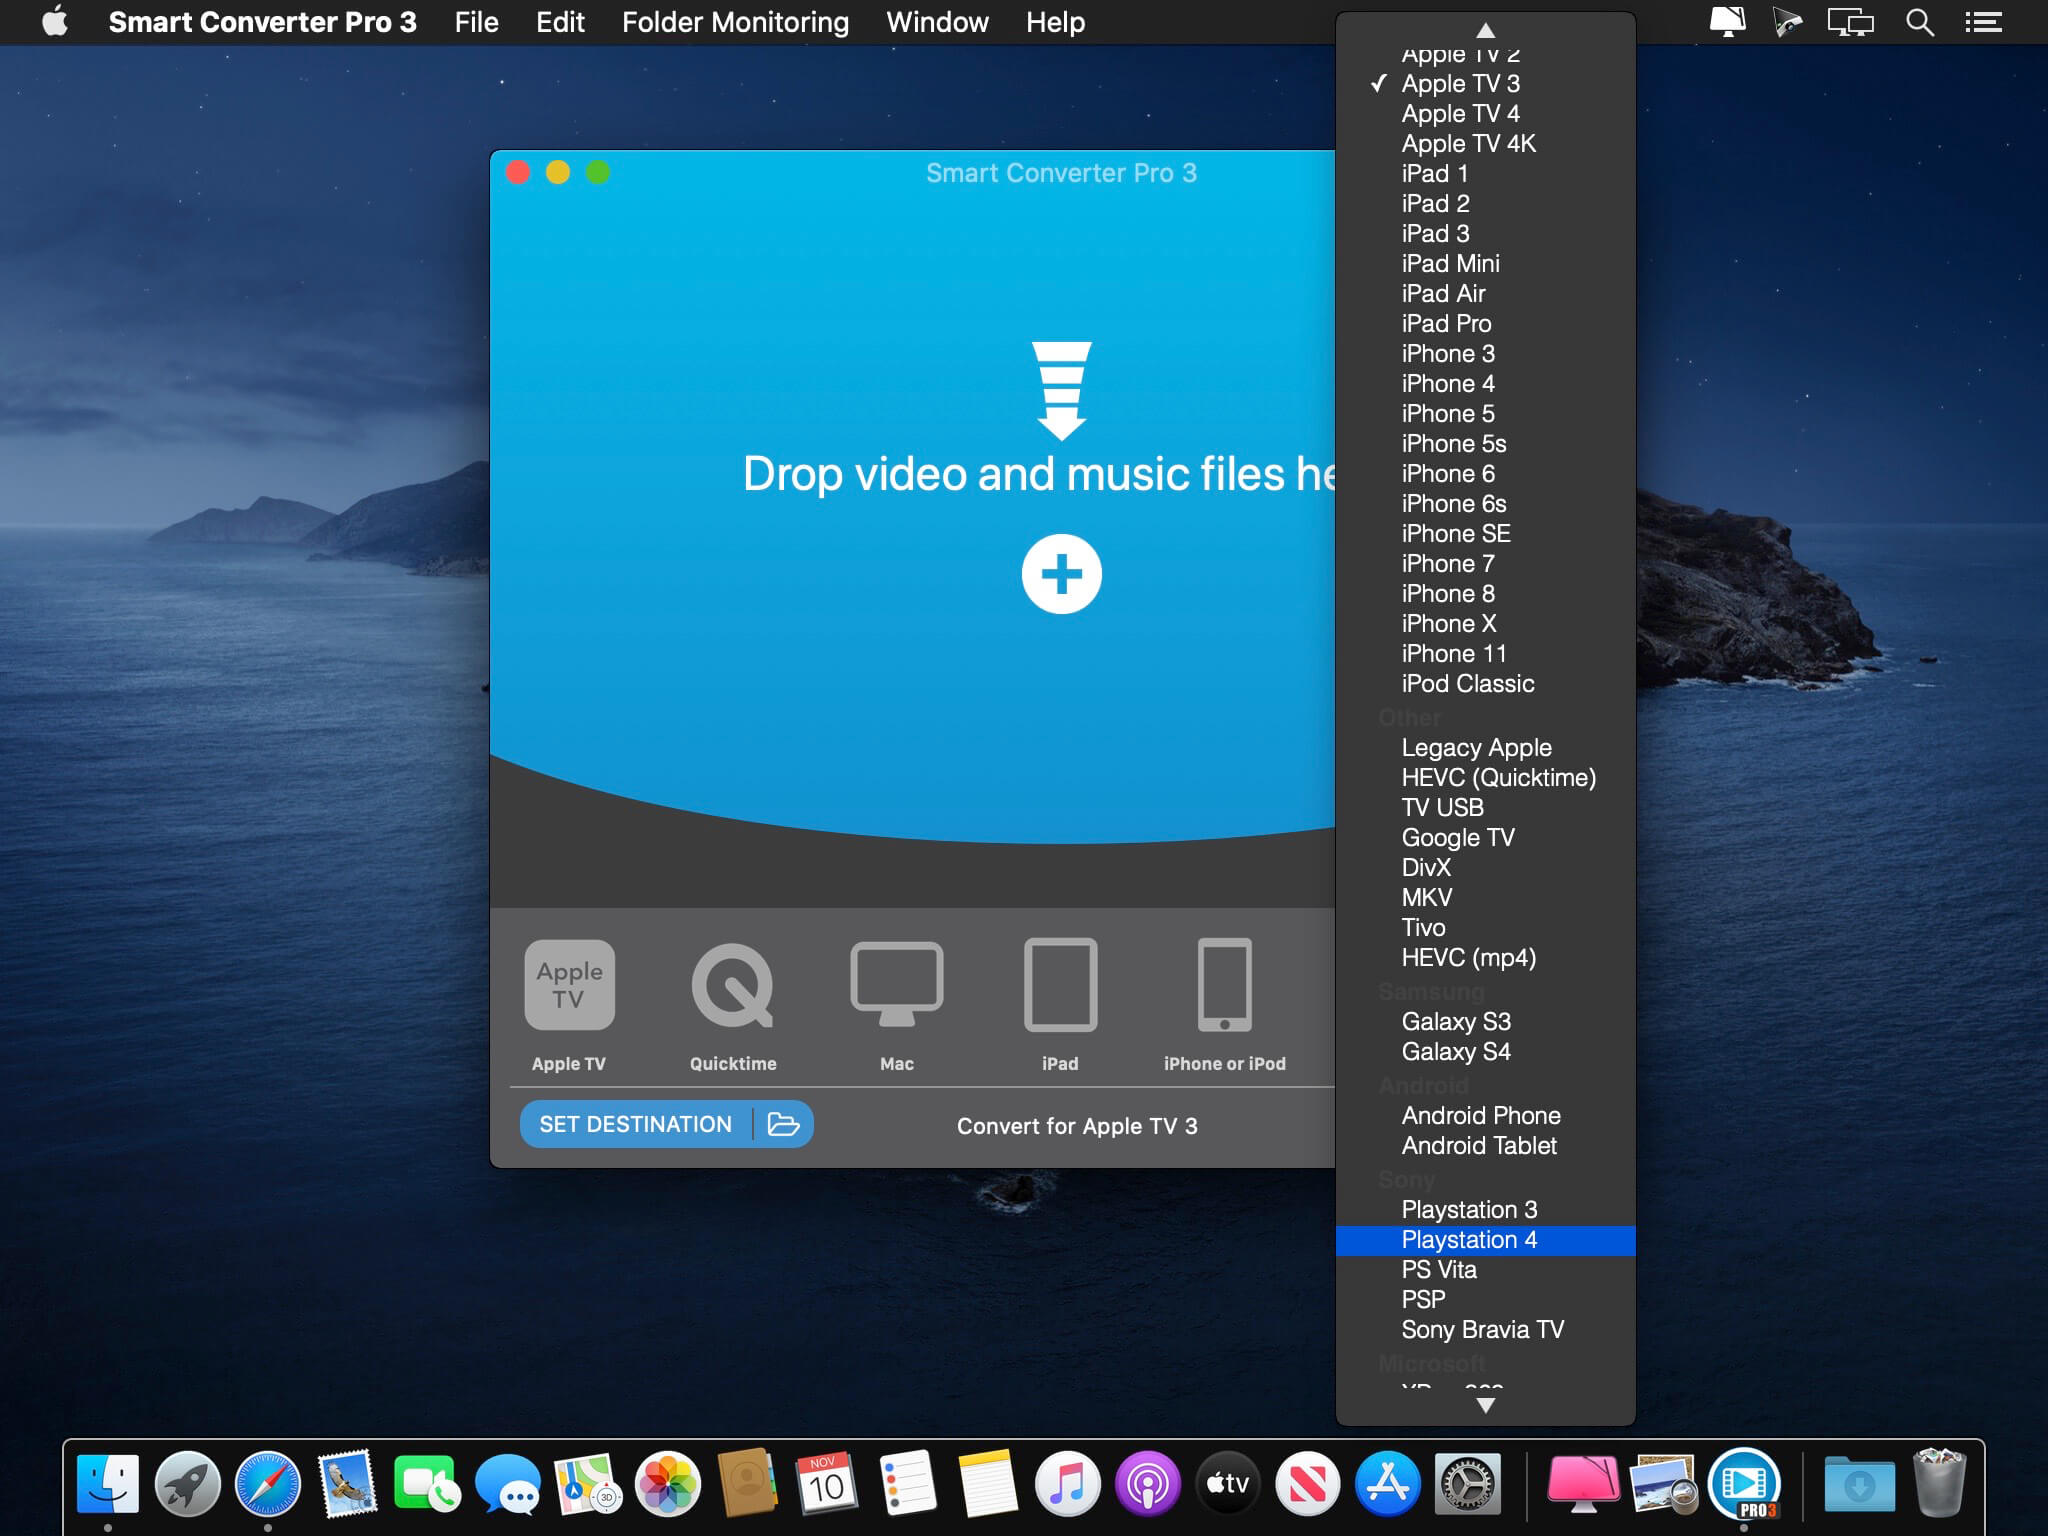 Smart Converter Pro 3 File Edit Folder Monitoring Window Help
Smart Converter Pro 3
Drop video and music files he
Apple
TV
Apple TV
Quicktime
Mac
iPad
iPhone or iPod
SET DESTINATION
Convert for Apple TV 3
Apple TV 2
✓ Apple TV 3
Apple TV 4
Apple TV 4K
iPad 1
iPad 2
iPad 3
iPad Mini
iPad Air
iPad Pro
iPhone 3
iPhone 4
iPhone 5
iPhone 5s
iPhone 6
iPhone 6s
iPhone SE
iPhone 7
iPhone 8
iPhone X
iPhone 11
iPod Classic
Other
Legacy Apple
HEVC (Quicktime)
TV USB
Google TV
DivX
MKV
Tivo
HEVC (mp4)
Samsung
Galaxy S3
Galaxy S4
Android
Android Phone
Android Tablet
Sony
Playstation 3
Playstation 4
PS Vita
PSP
Sony Bravia TV
Microsoft
3D
NOV
10
tv
PRO3